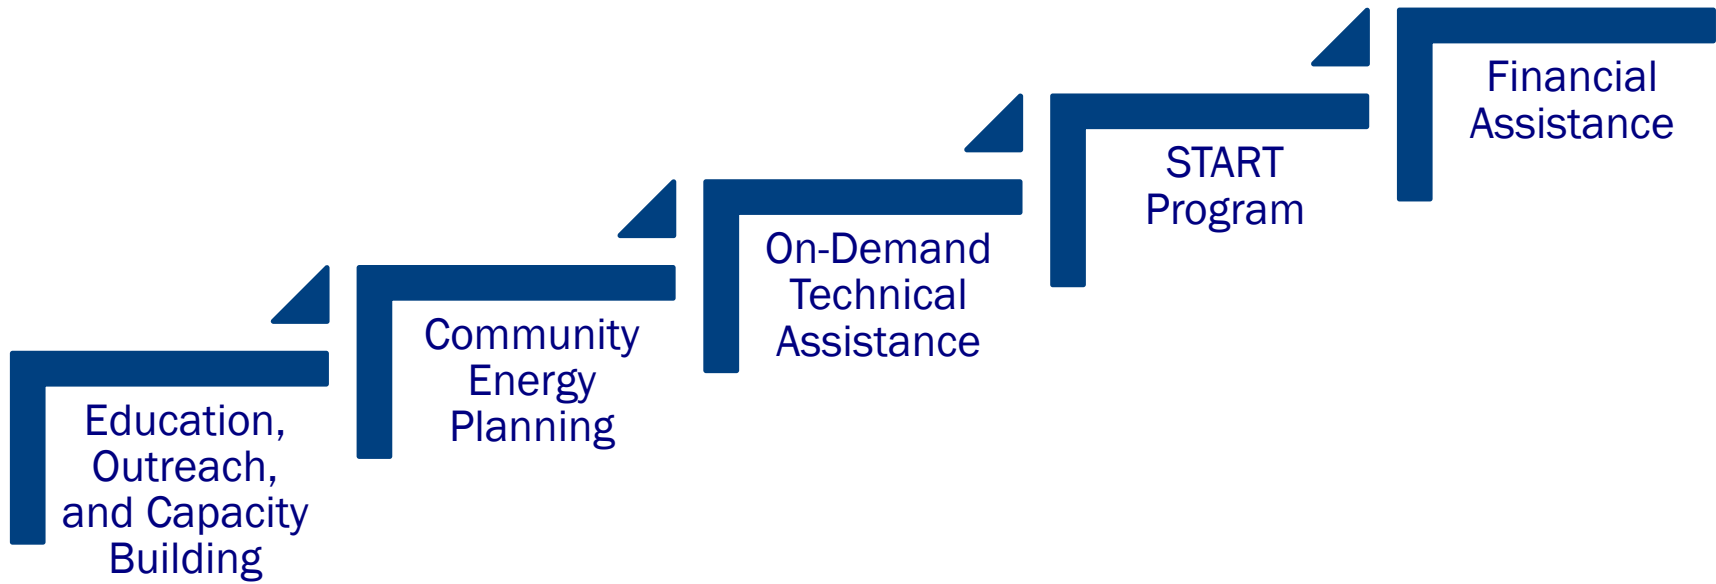 Education,
Outreach,
and Capacity
Building
Community
Energy
Planning
On-Demand
Technical
Assistance
START
Program
Financial
Assistance